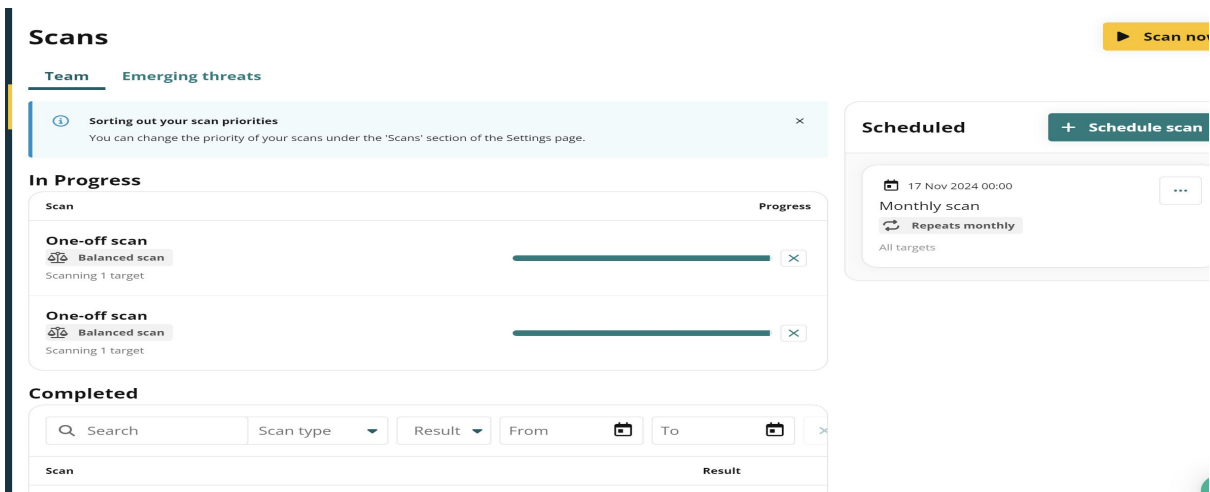 Scans
Scan
Team Emerging threats
Sorting out your scan priorities
You can change the priority of your scans under the 'Scans' section of the Settings page.
In Progress
Scan Progress
One-off scan
Balanced scan
Scanning 1 target
One-off scan
Balanced scan
Scanning 1 target
Completed
Search Scan type Result From To
Scan Result
Scheduled
+ Schedule scan
17 Nov 2024 00:00
Monthly scan
Repeats monthly
All targets